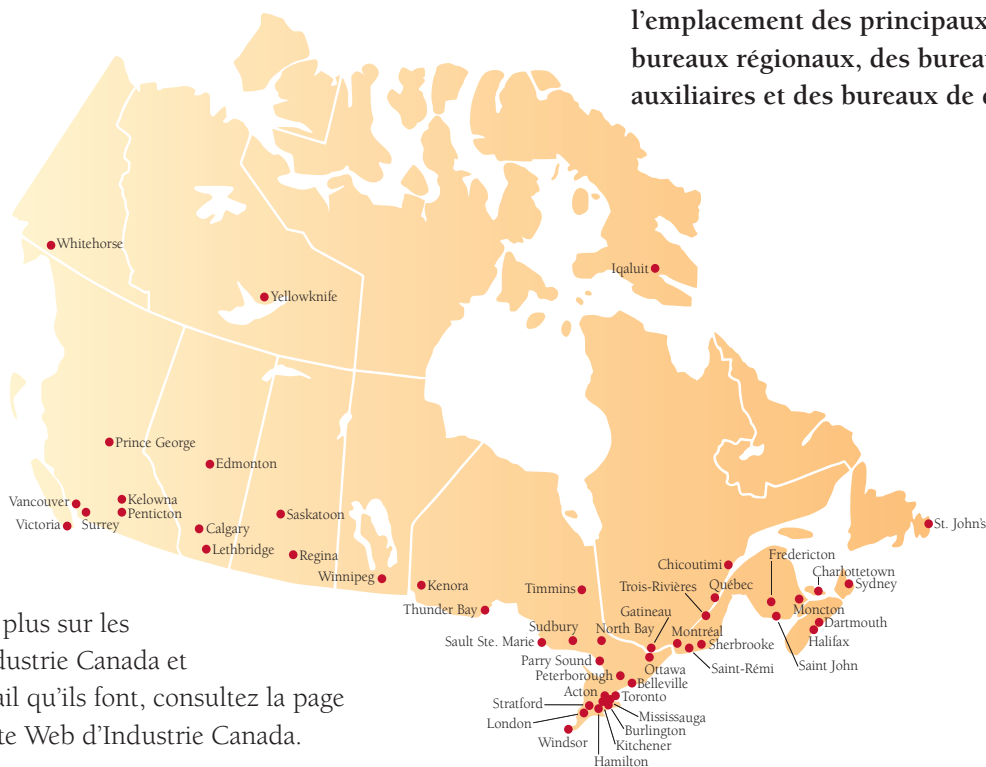 l'emplacement des principaux
bureaux régionaux, des bureau
auxiliaires et des bureaux de
Whitehorse
Iqaluit
Yellowknife
Prince George
Edmonton
Vancouver
Kelowna
Victoria
Surrey
Penticton
Calgary
Saskatoon
Lethbridge
Regina
Winnipeg
Kenora
Thunder Bay
Timmins
Chicoutimi
Fredericton
St. John's
Charlottetown
Sydney
Trois-Rivières
Québec
Gatineau
Moncton
Dartmouth
Halifax
Sudbury
North Bay
Montréal
Sherbrooke
Sault Ste. Marie
Saint-Rémi
Saint John
Parry Sound
Ottawa
Peterborough
Belleville
Acton
Toronto
Stratford
Mississauga
London
Burlington
Windsor
Kitchener
Hamilton
plus sur les
dustrie Canada et
ail qu'ils font, consultez la page
te Web d'Industrie Canada.